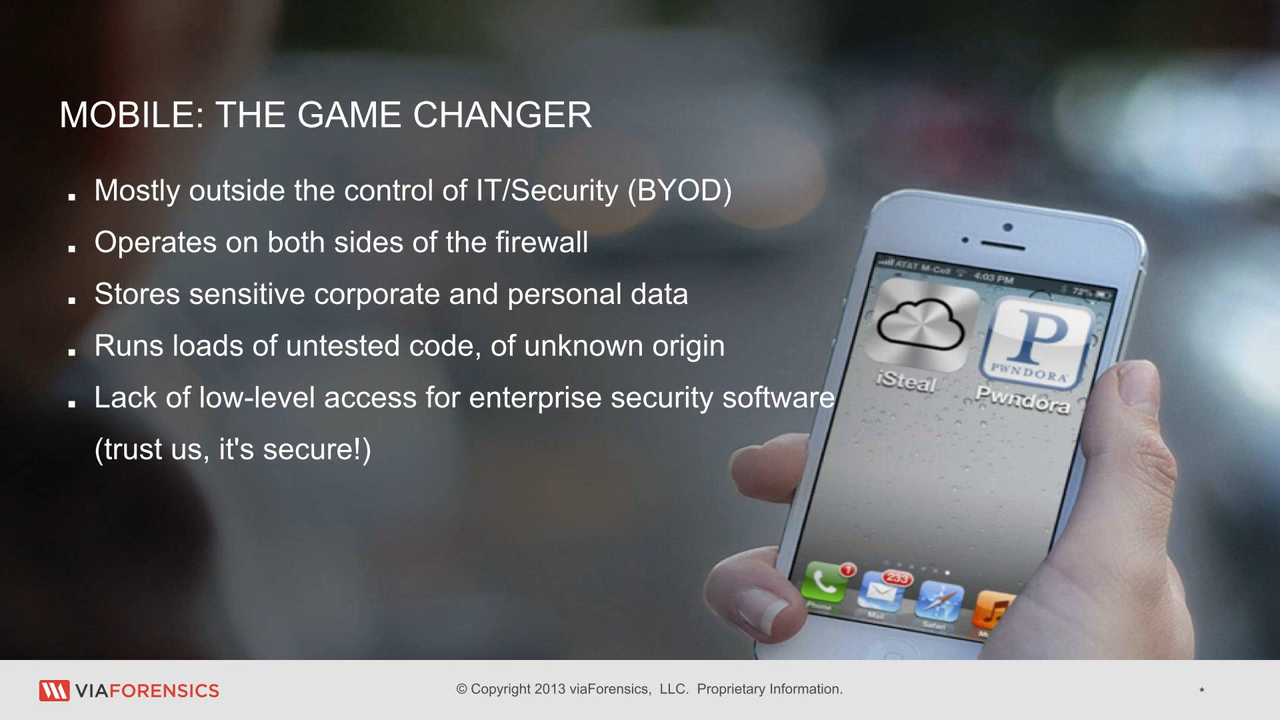 MOBILE: THE GAME CHANGER
. Mostly outside the control of IT/Security (BYOD)
. Operates on both sides of the firewall
. Stores sensitive corporate and personal data
. Runs loads of untested code, of unknown origin
. Lack of low-level access for enterprise security software
(trust us, it's secure!)
AT&T M-Cell 4:03 PM 72%
P
PWNDORA
iSteal Pwndora
1 233
Phone Mail Safari
VIAFORENSICS
© Copyright 2013 viaForensics, LLC. Proprietary Information.
*